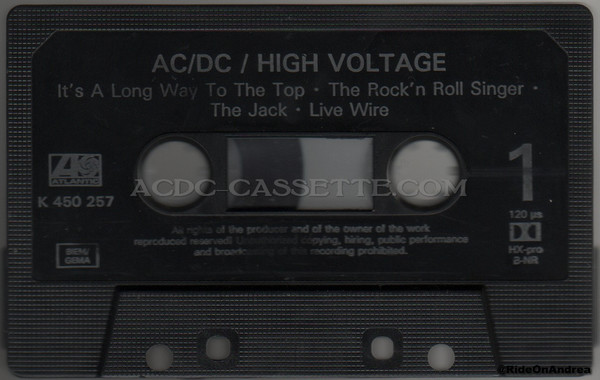 AC/DC / HIGH VOLTAGE
It's A Long Way To The Top · The Rock'n Roll Singer ·
The Jack · Live Wire
ATLANTIC
K 450 257
ACDC-CASSETTE.COM
1
120 µs
HX-pro
B-NR
All rights of the producer and of the owner of the work
reproduced reserved! Unauthorised copying, hiring, public performance
and broadcasting of this recording prohibited.
BIEM/
GEMA
©RideOnAndrea